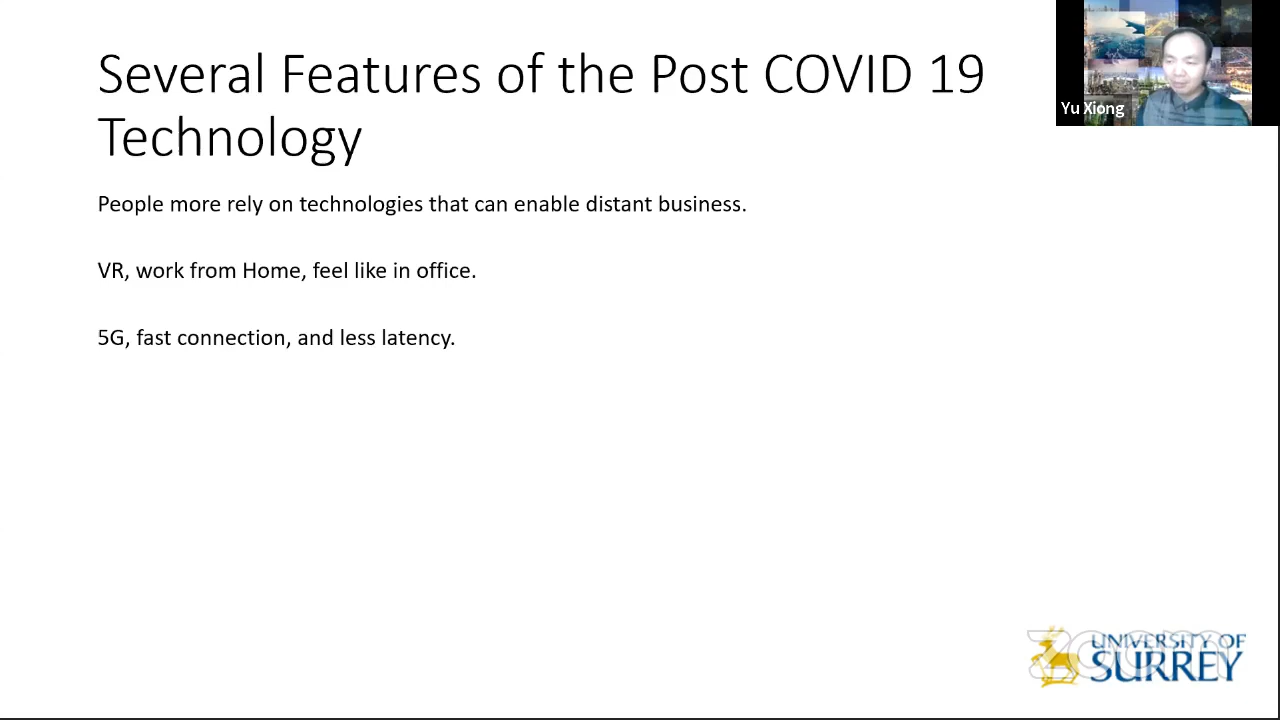 Several Features of the Post COVID 19
Technology
Yu Xiong
People more rely on technologies that can enable distant business.
VR, work from Home, feel like in office.
5G, fast connection, and less latency.
zoom
UNIVERSITY OF
SURREY